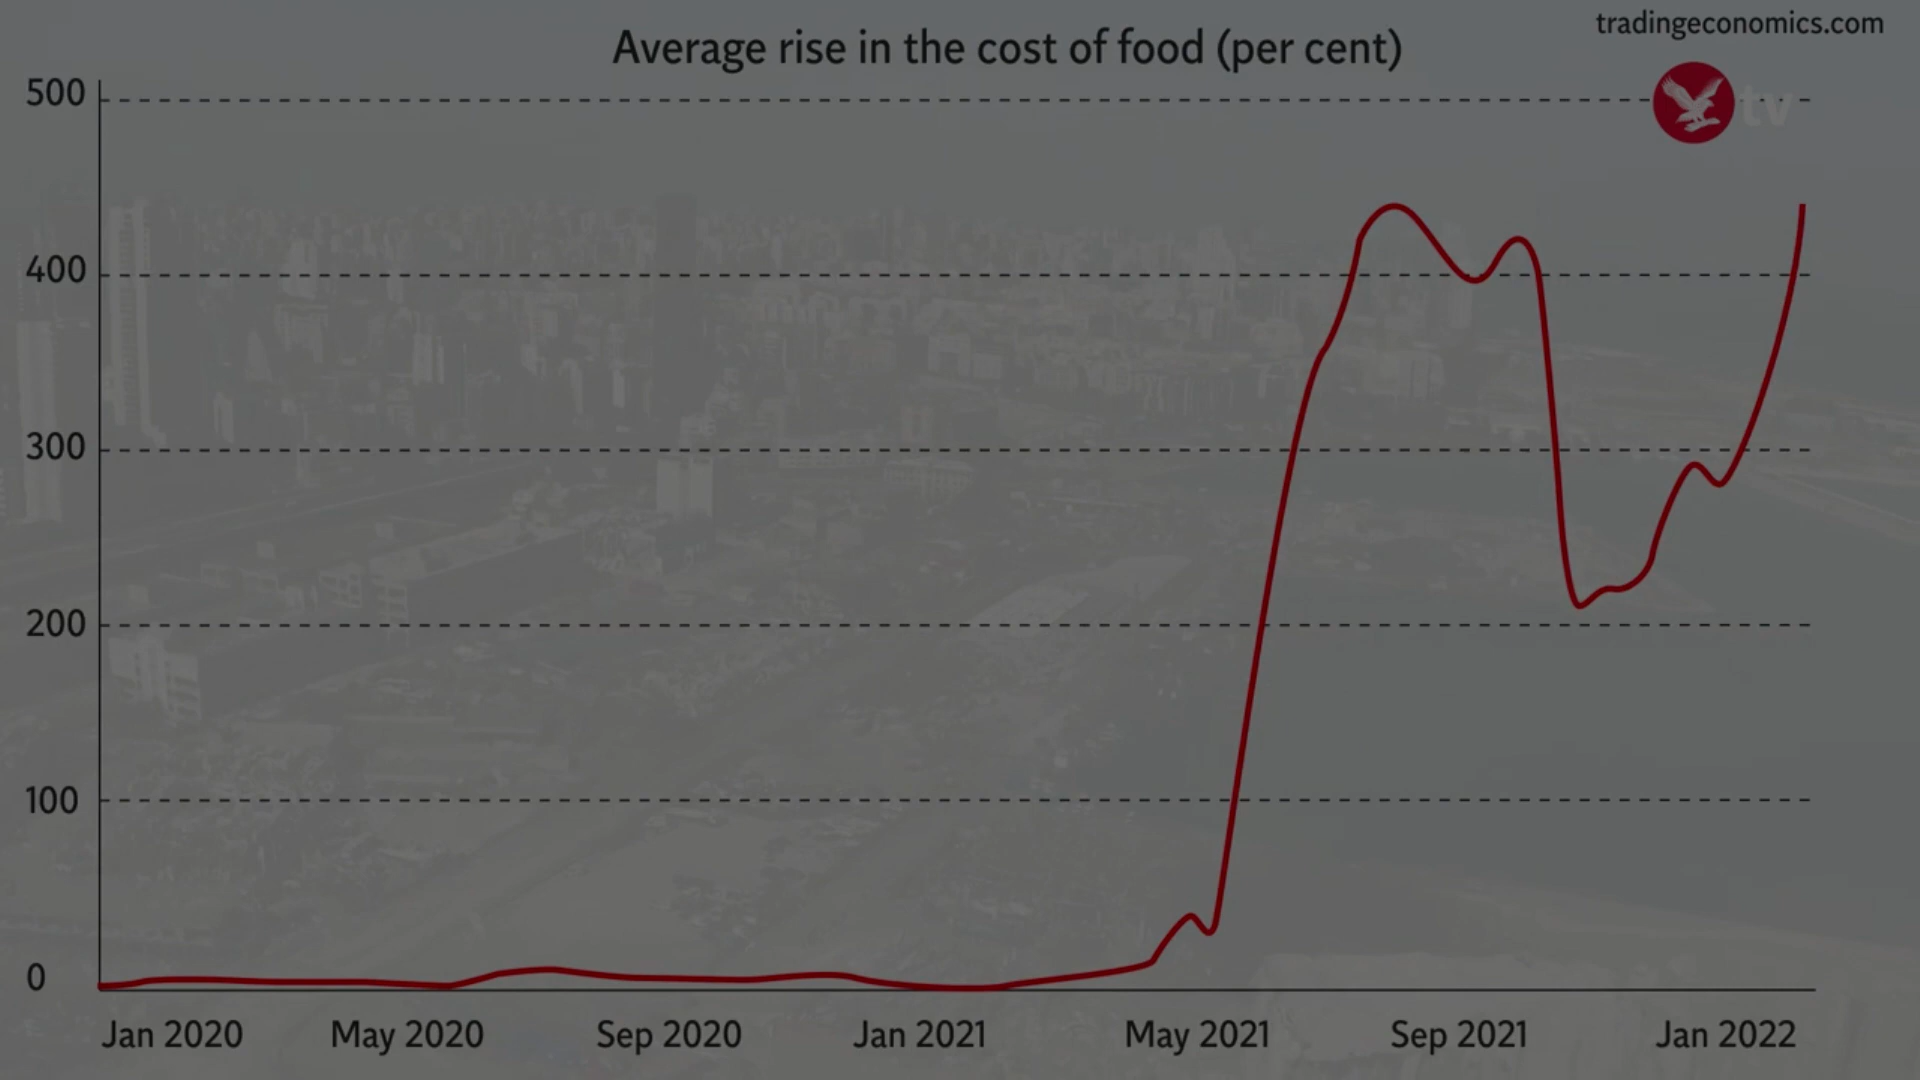 tradingeconomics.com
Average rise in the cost of food (per cent)
tv
500
400
300
200
100
0
Jan 2020 May 2020 Sep 2020 Jan 2021 May 2021 Sep 2021 Jan 2022